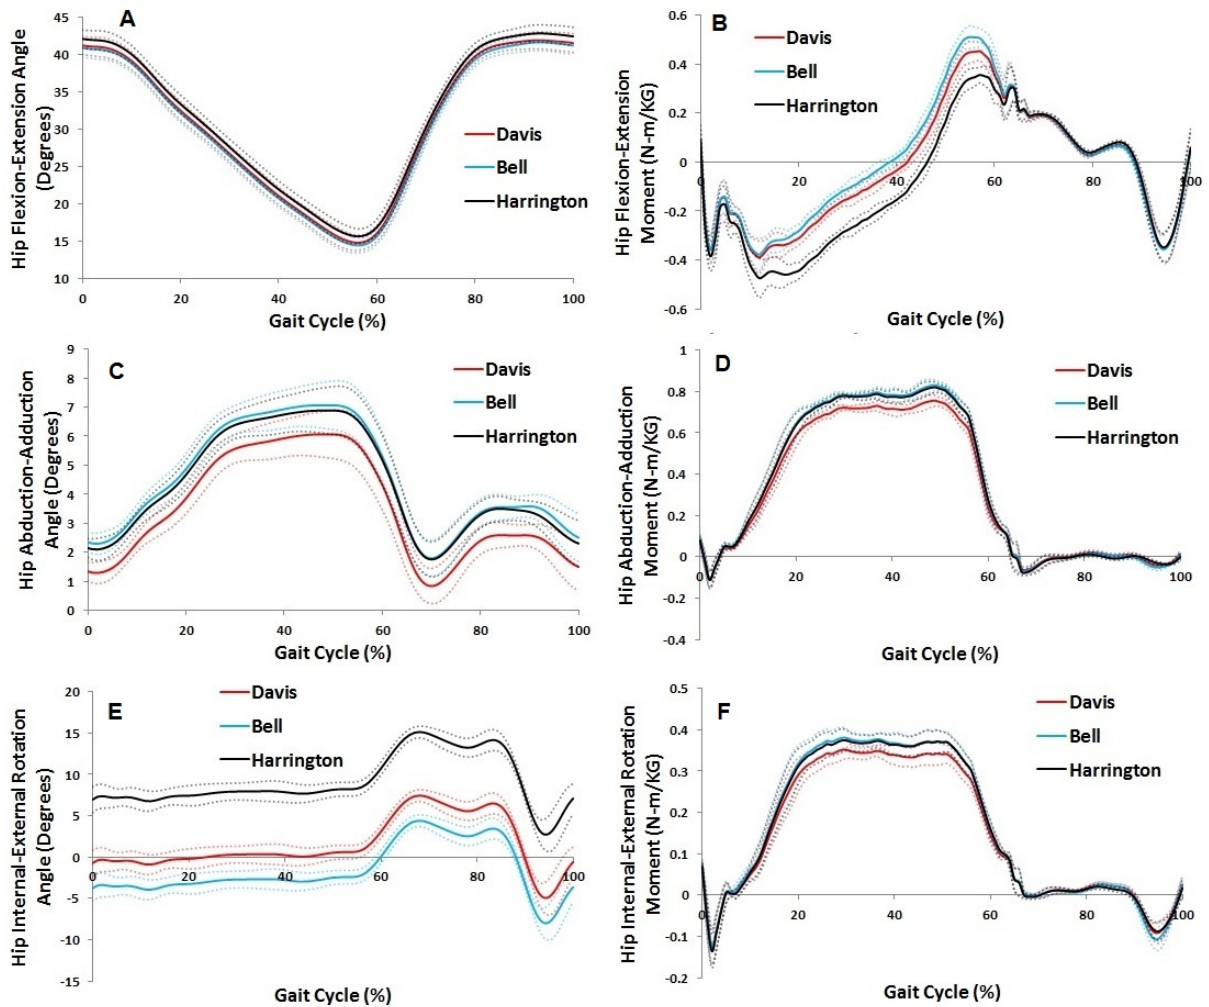 A
45
40
35
30
25
20
15
10
0 20 40 60 80 100
Hip Flexion-Extension Angle
(Degrees)
Gait Cycle (%)
Davis
Bell
Harrington
B
0.6
0.4
0.2
0
-0.2
-0.4
-0.6
0 20 40 60 80 100
Hip Flexion-Extension
Moment (N-m/KG)
Gait Cycle (%)
Davis
Bell
Harrington
C
9
8
7
6
5
4
3
2
1
0
0 20 40 60 80 100
Hip Abduction-Adduction
Angle (Degrees)
Gait Cycle (%)
Davis
Bell
Harrington
D
1
0.8
0.6
0.4
0.2
0
-0.2
-0.4
0 20 40 60 80 100
Hip Abduction-Adduction
Moment (N-m/KG)
Gait Cycle (%)
Davis
Bell
Harrington
E
20
15
10
5
0
-5
-10
-15
0 20 40 60 80 100
Hip Internal-External Rotation
Angle (Degrees)
Gait Cycle (%)
Davis
Bell
Harrington
F
0.5
0.4
0.3
0.2
0.1
0
-0.1
-0.2
0 20 40 60 80 100
Hip Internal-External Rotation
Moment (N-m/KG)
Gait Cycle (%)
Davis
Bell
Harrington